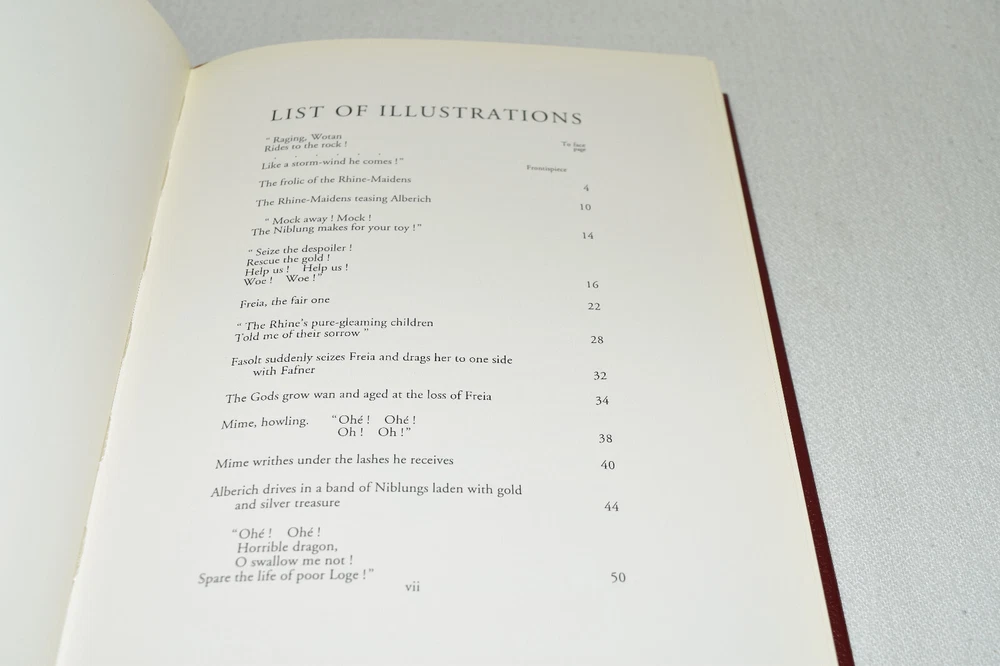 LIST OF ILLUSTRATIONS
" Raging, Wotan
Rides to the rock !
To face
page
. . . . .
Like a storm-wind he comes ! "
Frontispiece
The frolic of the Rhine-Maidens 4
The Rhine-Maidens teasing Alberich 10
" Mock away ! Mock !
The Niblung makes for your toy ! " 14
" Seize the despoiler !
Rescue the gold !
Help us ! Help us !
Woe ! Woe ! " 16
Freia, the fair one 22
" The Rhine's pure-gleaming children
Told me of their sorrow " 28
Fasolt suddenly seizes Freia and drags her to one side
with Fafner 32
The Gods grow wan and aged at the loss of Freia 34
Mime, howling. " Ohé ! Ohé !
Oh ! Oh ! " 38
Mime writhes under the lashes he receives 40
Alberich drives in a band of Niblungs laden with gold
and silver treasure 44
" Ohé ! Ohé !
Horrible dragon,
O swallow me not !
Spare the life of poor Loge ! " 50
vii